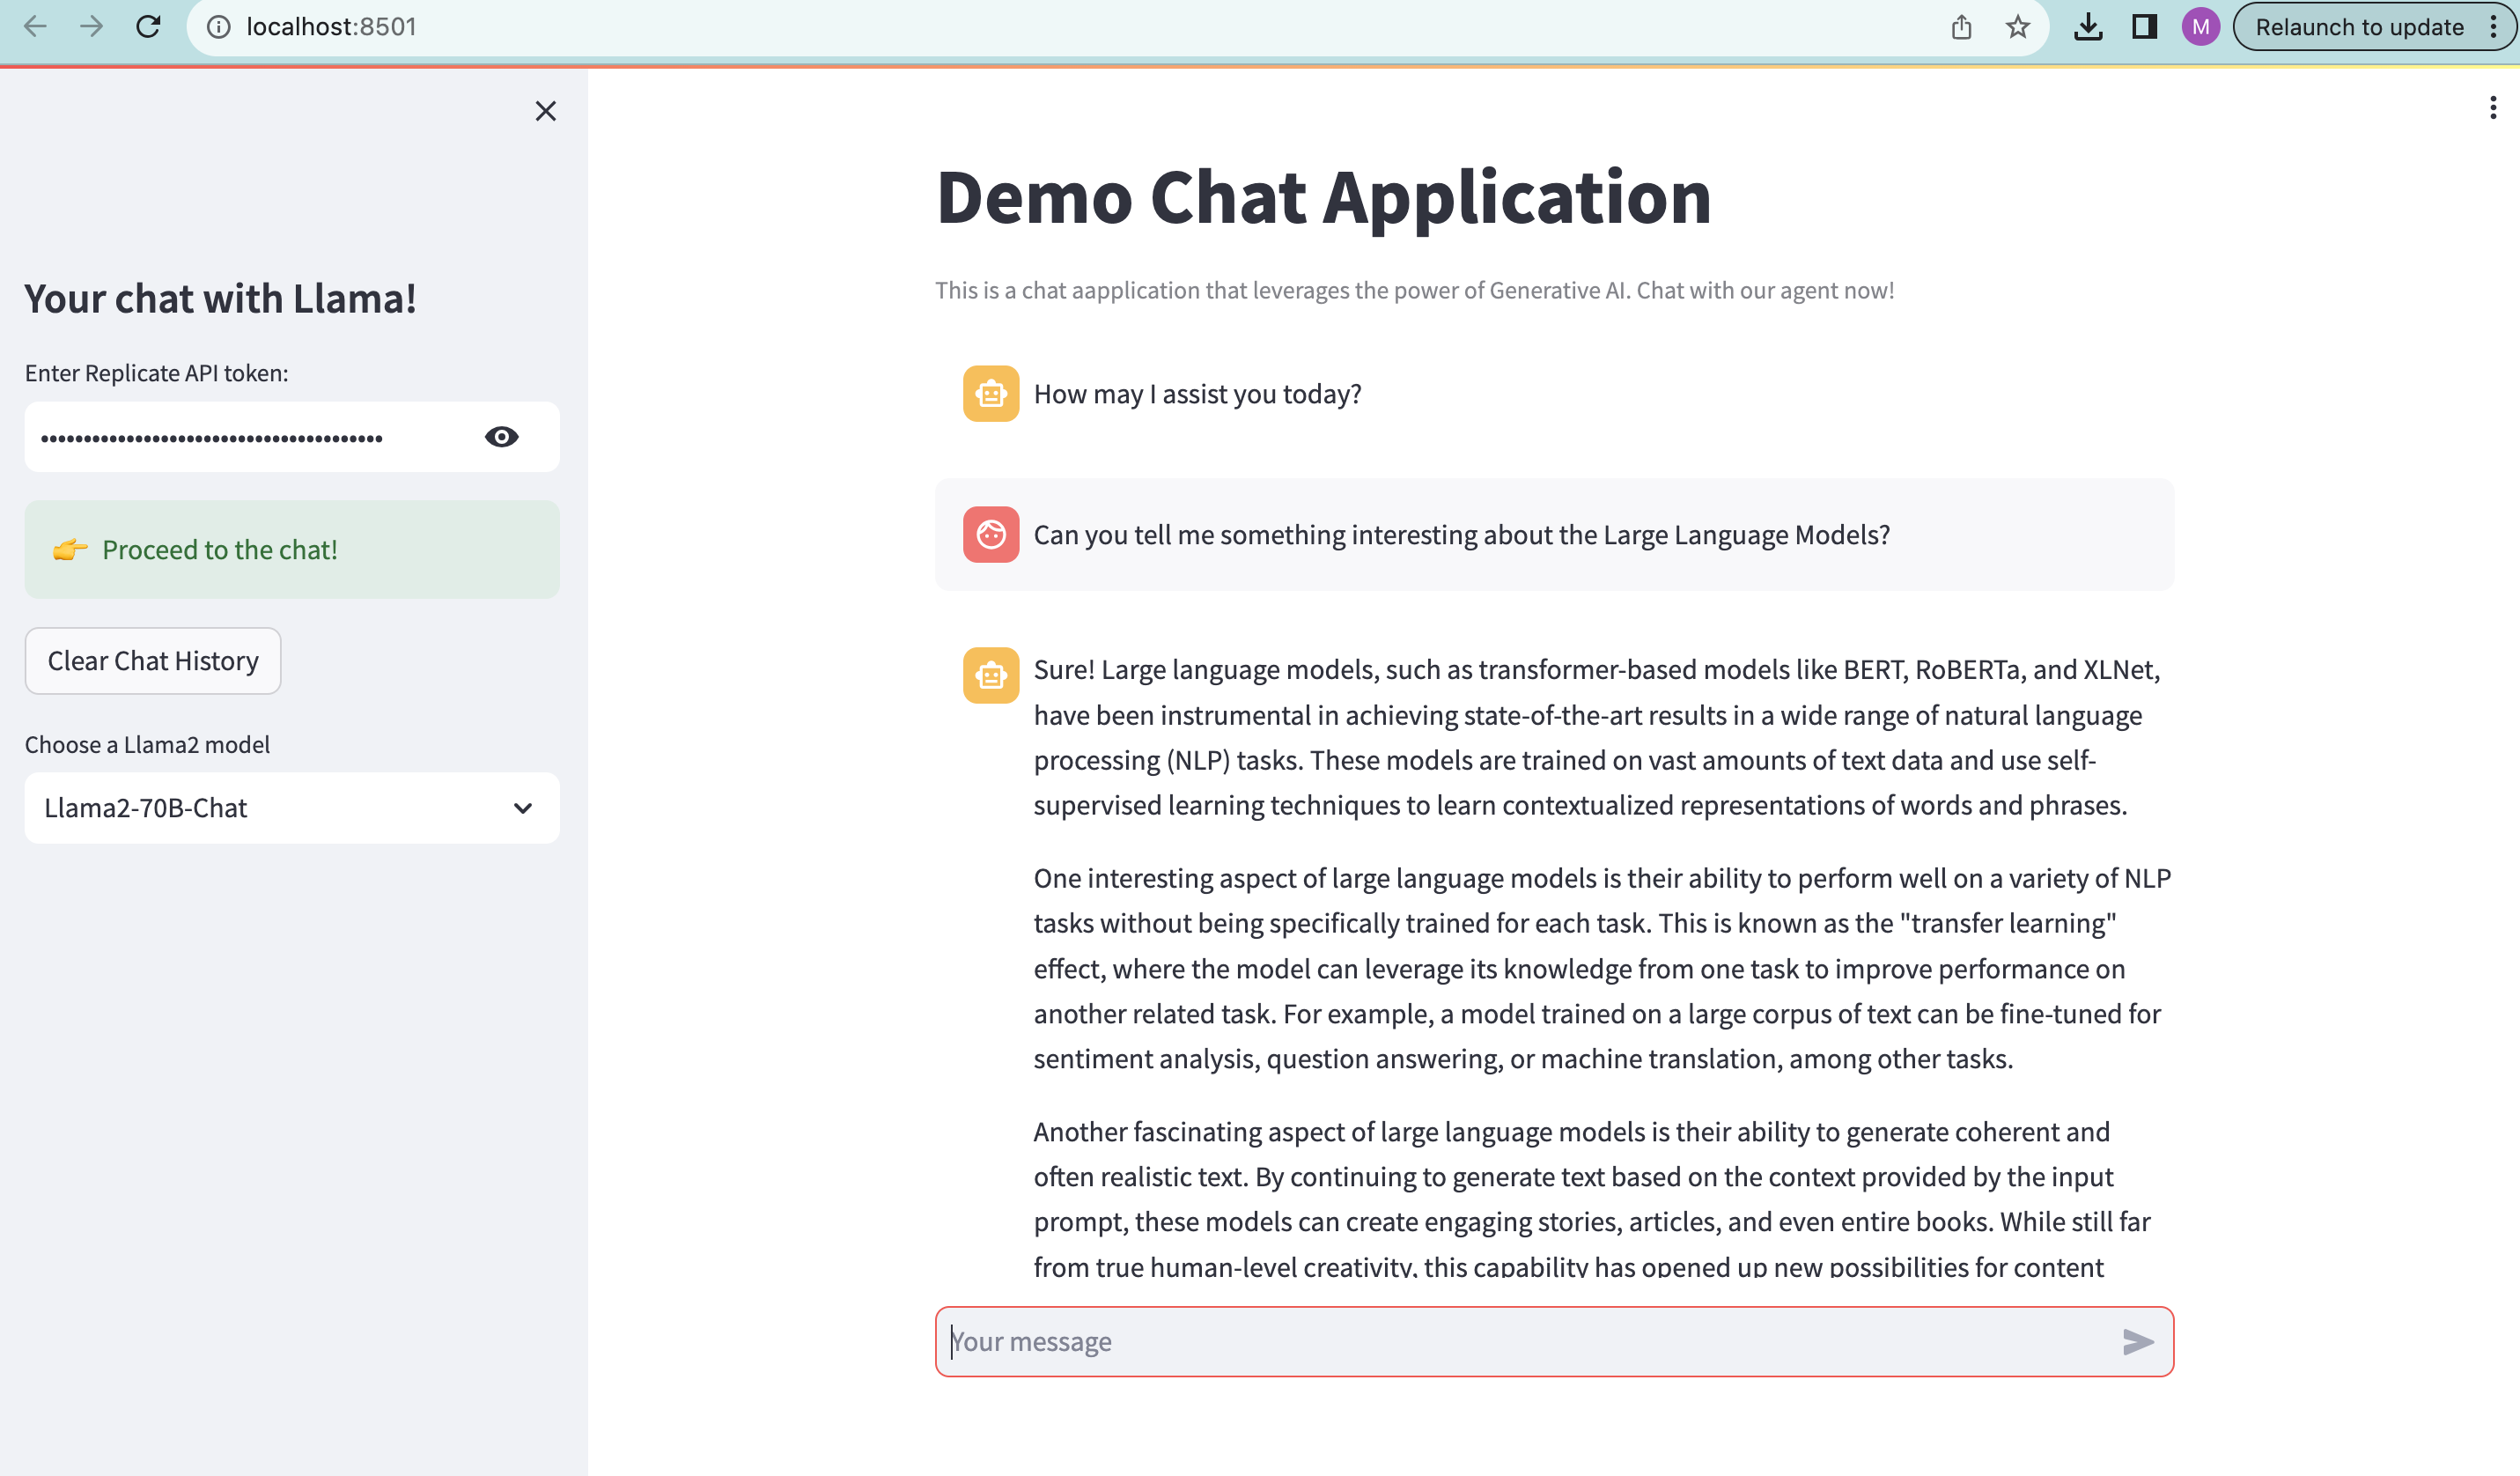 localhost:8501
M
Relaunch to update
Your chat with Llama!
Enter Replicate API token:
Proceed to the chat!
Clear Chat History
Choose a Llama2 model
Llama2-70B-Chat
Demo Chat Application
This is a chat aapplication that leverages the power of Generative AI. Chat with our agent now!
How may I assist you today?
Can you tell me something interesting about the Large Language Models?
Sure! Large language models, such as transformer-based models like BERT, RoBERTa, and XLNet,
have been instrumental in achieving state-of-the-art results in a wide range of natural language
processing (NLP) tasks. These models are trained on vast amounts of text data and use self-
supervised learning techniques to learn contextualized representations of words and phrases.
One interesting aspect of large language models is their ability to perform well on a variety of NLP
tasks without being specifically trained for each task. This is known as the "transfer learning"
effect, where the model can leverage its knowledge from one task to improve performance on
another related task. For example, a model trained on a large corpus of text can be fine-tuned for
sentiment analysis, question answering, or machine translation, among other tasks.
Another fascinating aspect of large language models is their ability to generate coherent and
often realistic text. By continuing to generate text based on the context provided by the input
prompt, these models can create engaging stories, articles, and even entire books. While still far
from true human-level creativity, this capability has opened up new possibilities for content
Your message